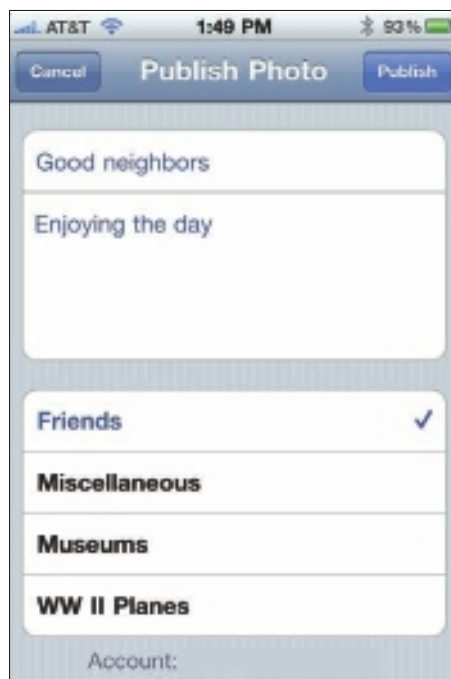 AT&T 1:49 PM 93%
Cancel Publish Photo Publish
Good neighbors
Enjoying the day
Friends
Miscellaneous
Museums
WW II Planes
Account: